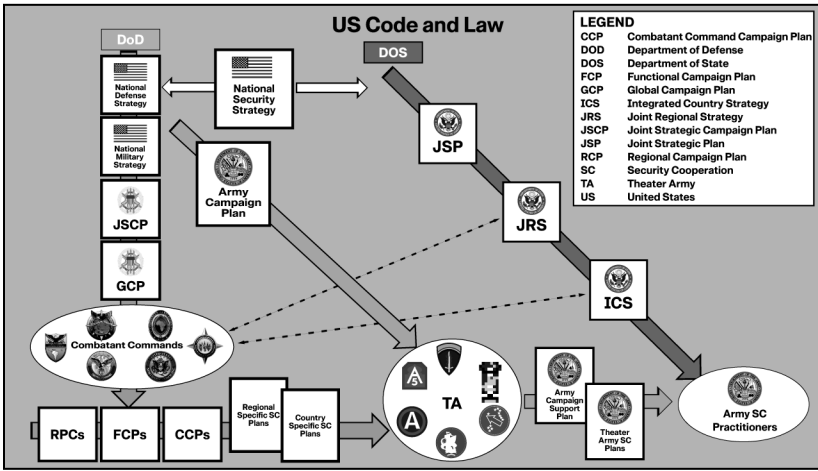 US Code and Law
DoD
DOS
National
Defense
Strategy
National
Security
Strategy
National
Military
Strategy
Army
Campaign
Plan
JSCP
GCP
JSP
JRS
ICS
Combatant Commands
RPCs
FCPs
CCPs
Regional
Specific SC
Plans
Country
Specific SC
Plans
A
5
A
TA
Army
Campaign
Support
Plan
Theater
Army SC
Plans
Army SC
Practitioners
LEGEND
CCP Combatant Command Campaign Plan
DOD Department of Defense
DOS Department of State
FCP Functional Campaign Plan
GCP Global Campaign Plan
ICS Integrated Country Strategy
JRS Joint Regional Strategy
JSCP Joint Strategic Campaign Plan
JSP Joint Strategic Plan
RCP Regional Campaign Plan
SC Security Cooperation
TA Theater Army
US United States